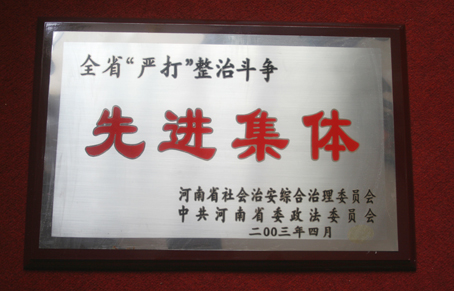 全省“严打”整治斗争
先进集体
河南省社会治安综合治理委员会
中共河南省委政法委员会
二00三年四月